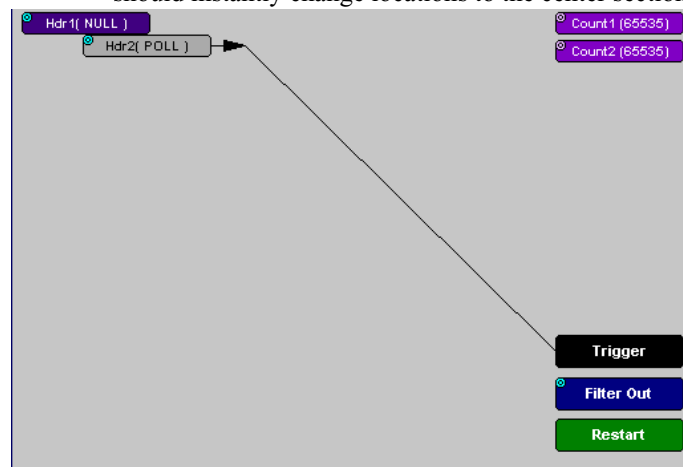 should instantly change locations to the center section
Hdr1( NULL )
Count1 (65535)
Hdr2( POLL )
Count2 (65535)
Trigger
Filter Out
Restart